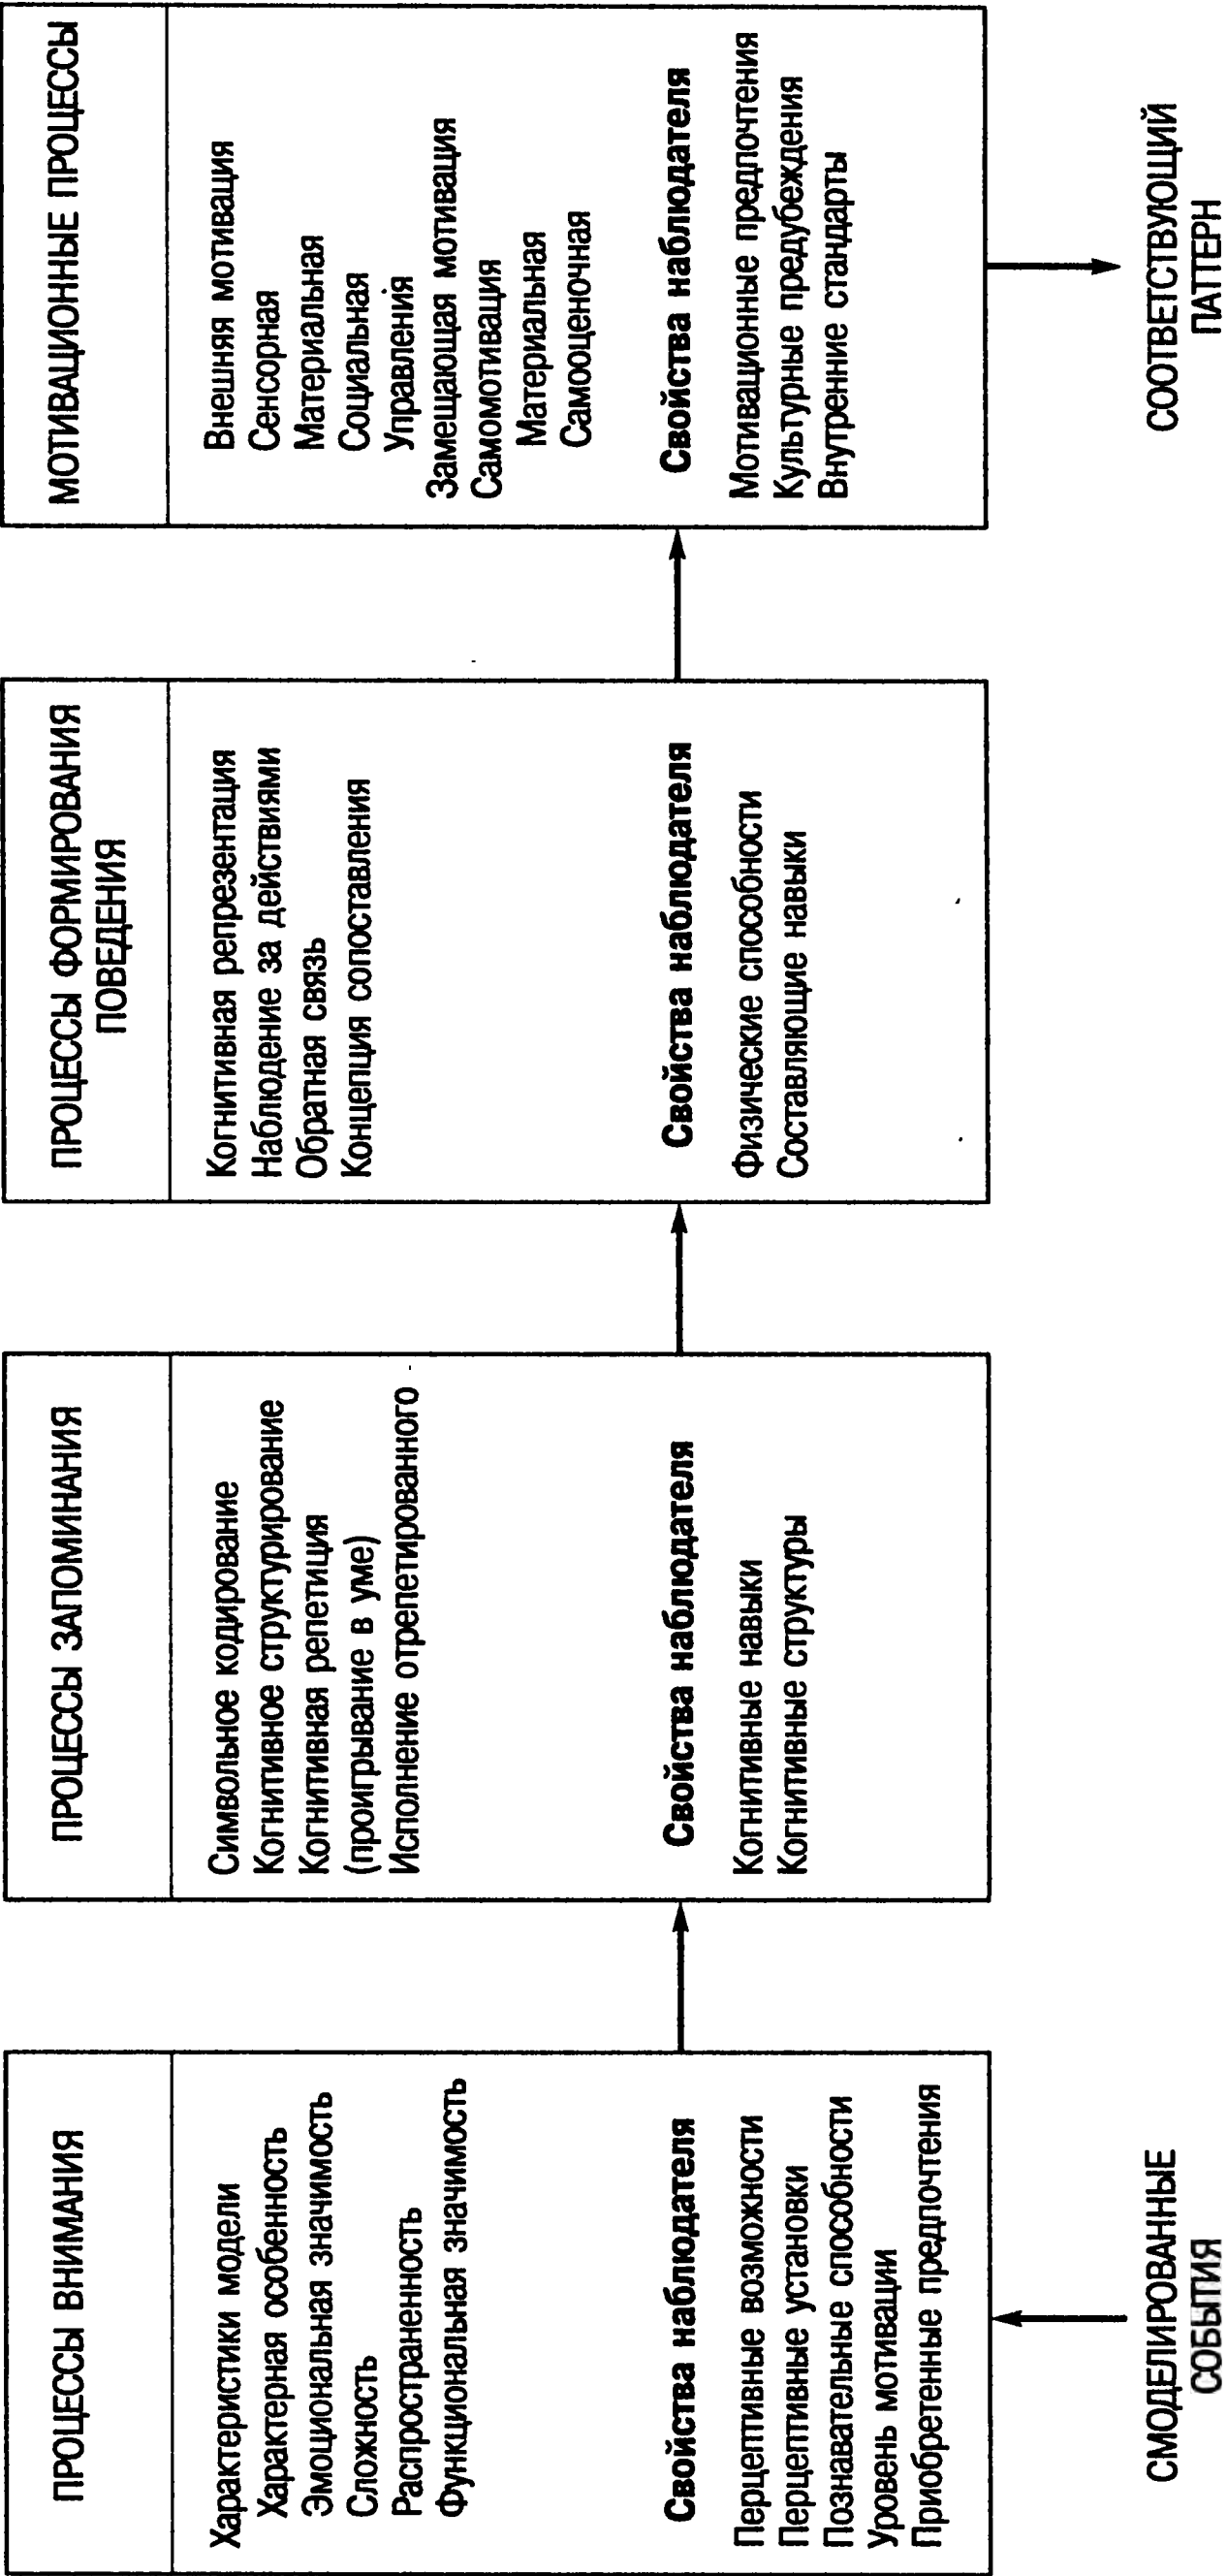 ПРОЦЕССЫ ВНИМАНИЯ
Характеристики модели
Характерная особенность
Эмоциональная значимость
Сложность
Распространенность
Функциональная значимость
Свойства наблюдателя
Перцептивные возможности
Перцептивные установки
Познавательные способности
Уровень мотивации
Приобретенные предпочтения
СМОДЕЛИРОВАННЫЕ
СОБЫТИЯ
ПРОЦЕССЫ ЗАПОМИНАНИЯ
Символьное кодирование
Когнитивное структурирование
Когнитивная репетиция
(проигрывание в уме)
Исполнение отрепетированного
Свойства наблюдателя
Когнитивные навыки
Когнитивные структуры
ПРОЦЕССЫ ФОРМИРОВАНИЯ
ПОВЕДЕНИЯ
Когнитивная репрезентация
Наблюдение за действиями
Обратная связь
Концепция сопоставления
Свойства наблюдателя
Физические способности
Составляющие навыки
МОТИВАЦИОННЫЕ ПРОЦЕССЫ
Внешняя мотивация
Сенсорная
Материальная
Социальная
Управления
Замещающая мотивация
Самомотивация
Материальная
Самооценочная
Свойства наблюдателя
Мотивационные предпочтения
Культурные предубеждения
Внутренние стандарты
СООТВЕТСТВУЮЩИЙ
ПАТТЕРН